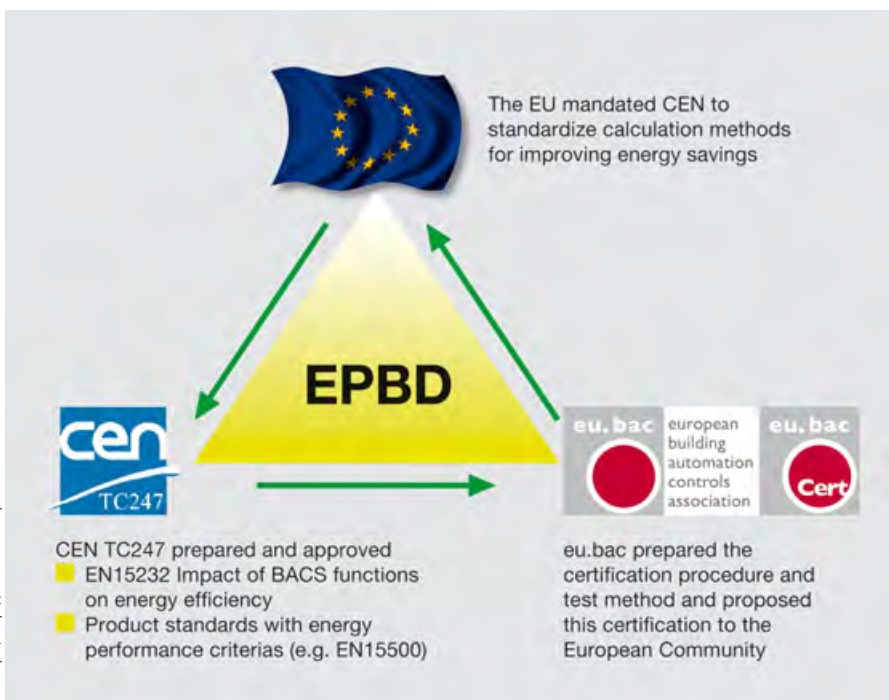 The EU mandated CEN to
standardize calculation methods
for improving energy savings
EPBD
cen
TC247
eu.bac
european
building
automation
controls
association
eu.bac
Cert
CEN TC247 prepared and approved
EN15232 Impact of BACS functions
on energy efficiency
Product standards with energy
performance criterias (e.g. EN15500)
eu.bac prepared the
certification procedure and
test method and proposed
this certification to the
European Community